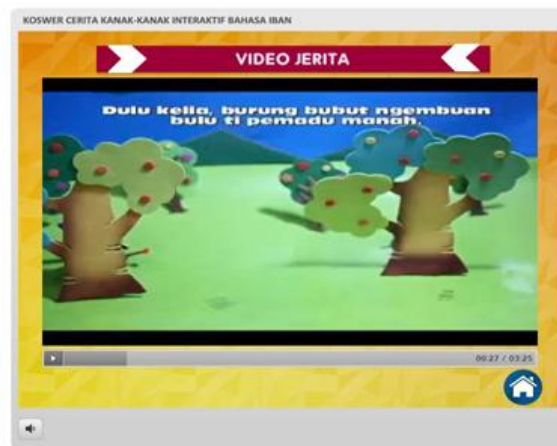 KOSWER CERITA KANAK-KANAK INTERAKTIF BAHASA IBAN
VIDEO JERITA
Dulu kelia, burung bubut ngembuan
bulu ti pemadu manah.
00:27 / 03:25